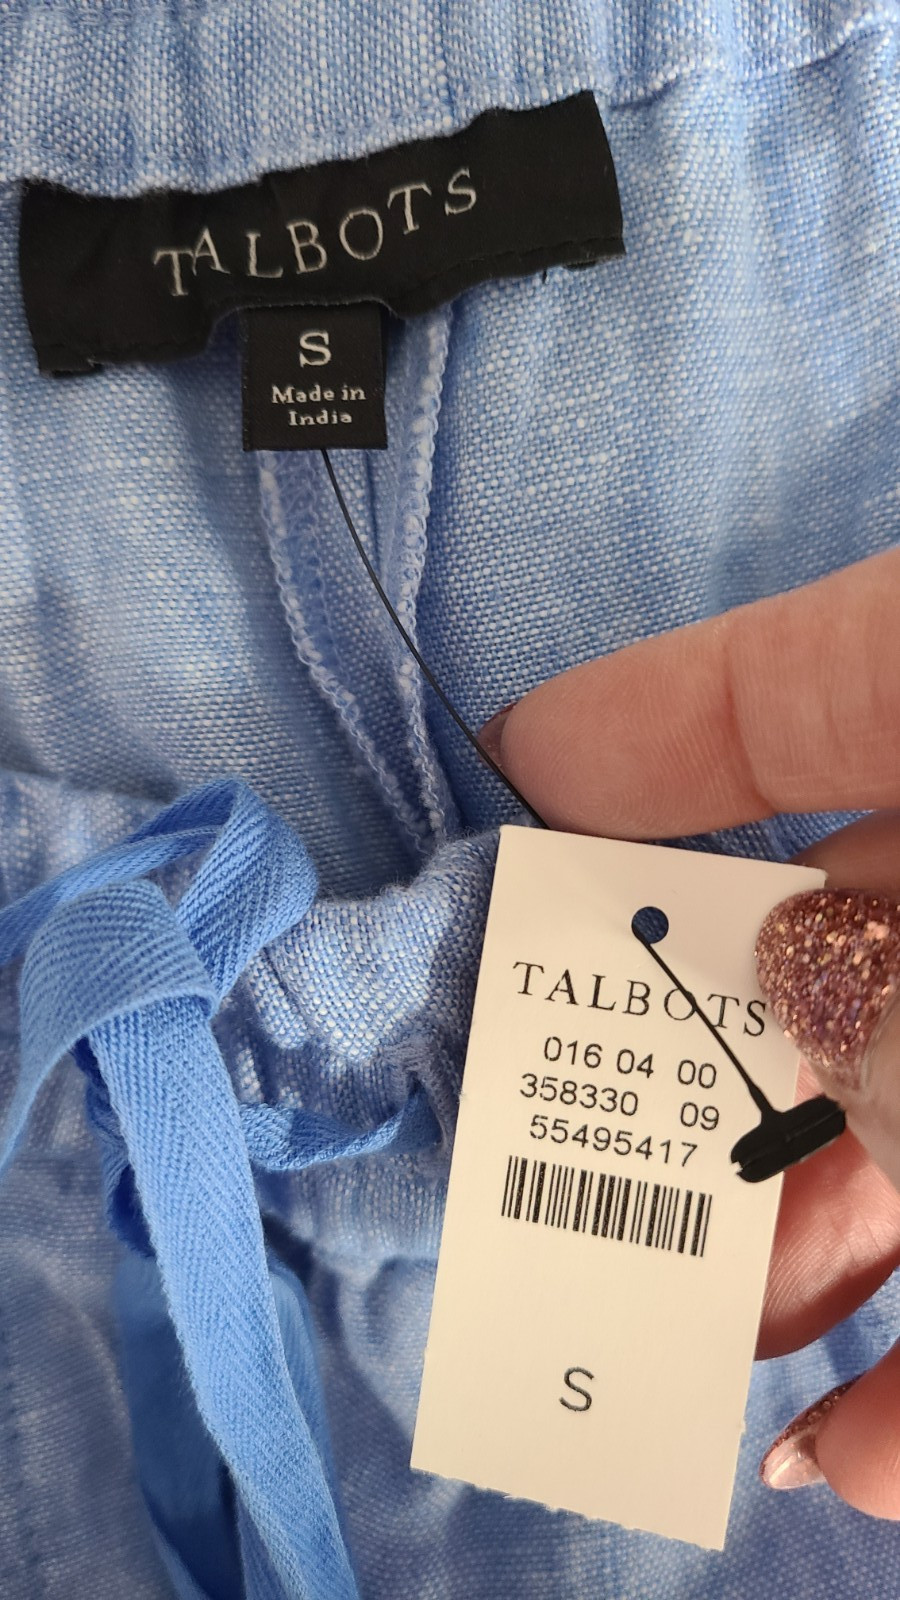 TALBOTS
S
Made in
India
TALBOTS
016 04 00
358330 09
55495417
S